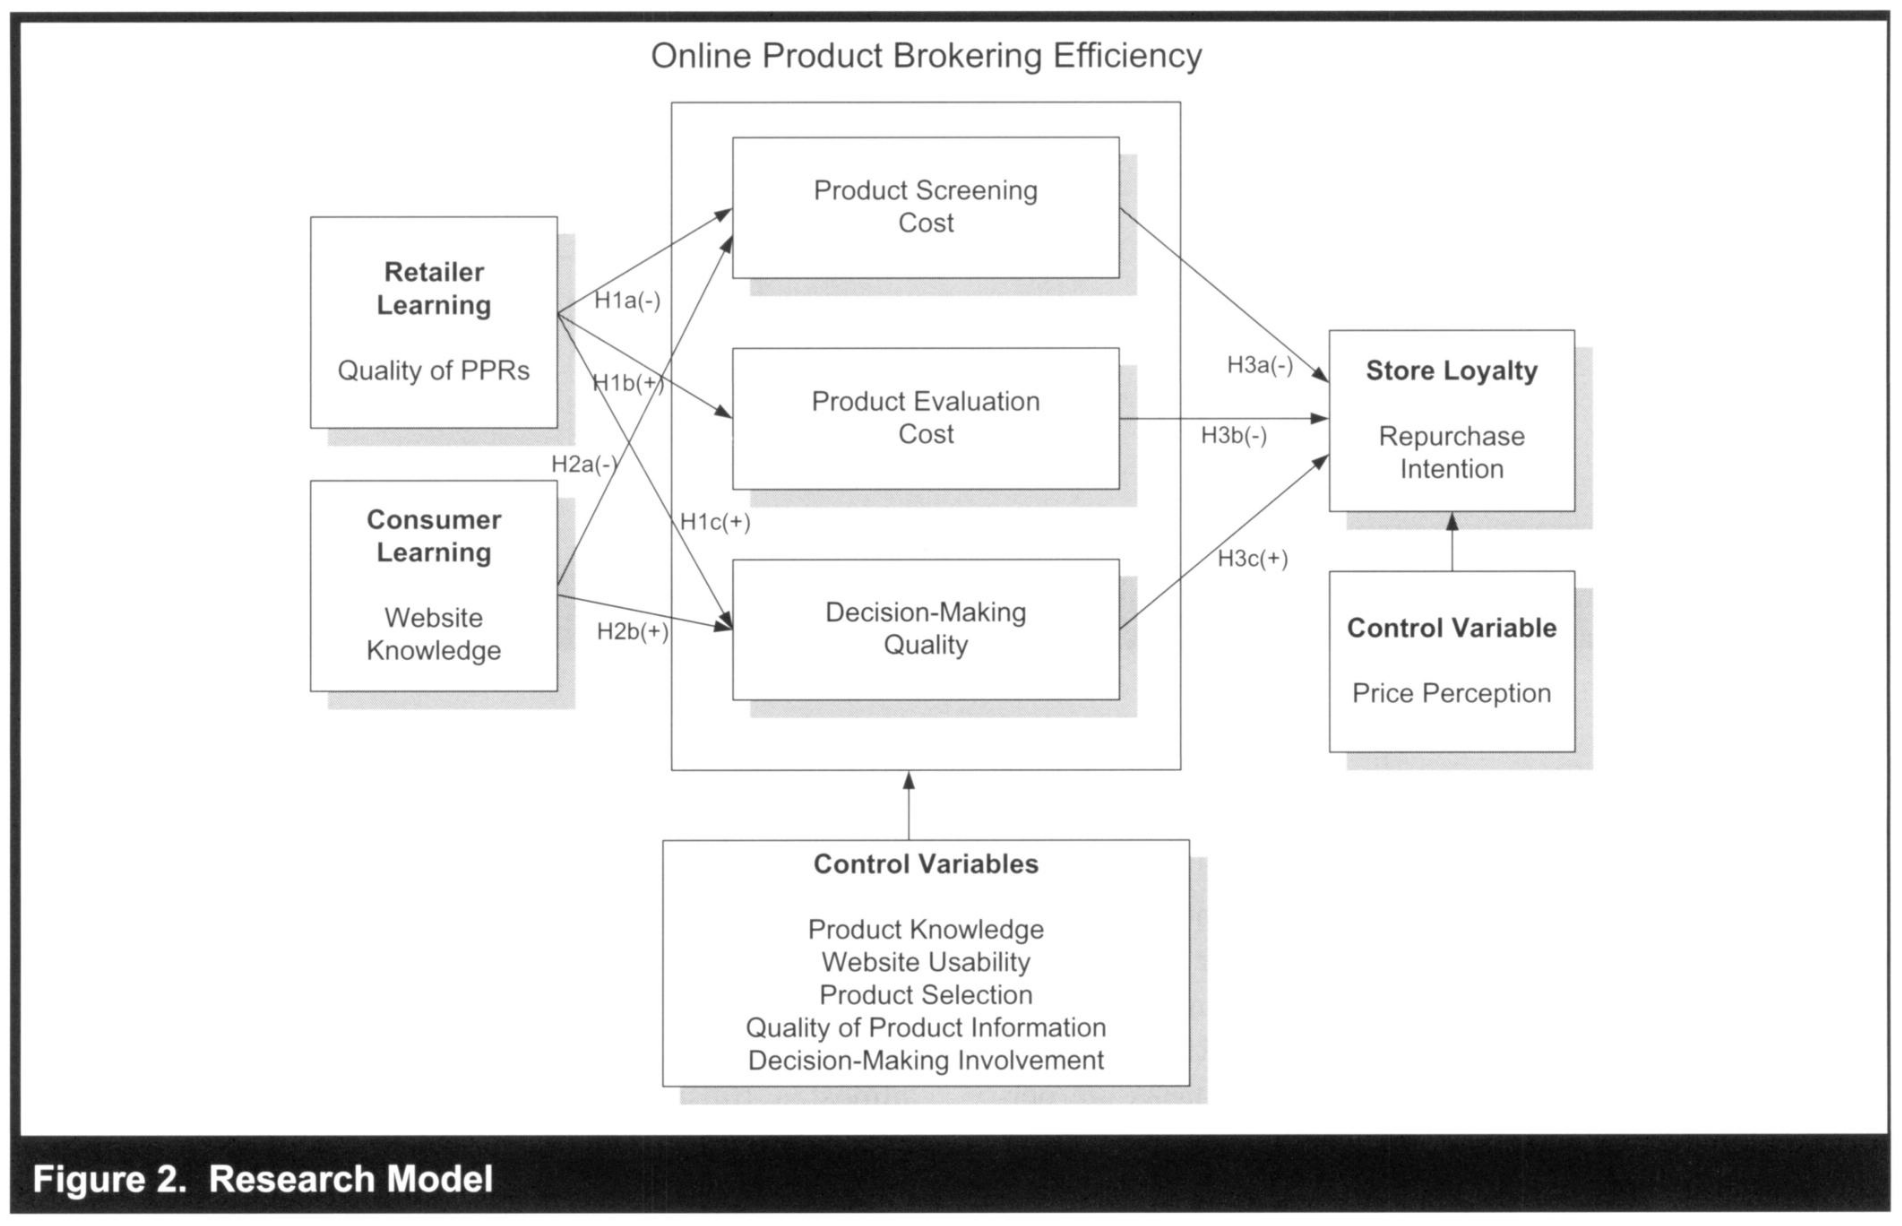 Online Product Brokering Efficiency
Product Screening
Cost
Retailer
Learning
Quality of PPRs
H1a(-)
H1b(+)
Product Evaluation
Cost
H3a(-)
Store Loyalty
Repurchase
Intention
H3b(-)
H2a(-)
Consumer
Learning
Website
Knowledge
H1c(+)
H2b(+)
Decision-Making
Quality
H3c(+)
Control Variable
Price Perception
Control Variables
Product Knowledge
Website Usability
Product Selection
Quality of Product Information
Decision-Making Involvement
Figure 2. Research Model